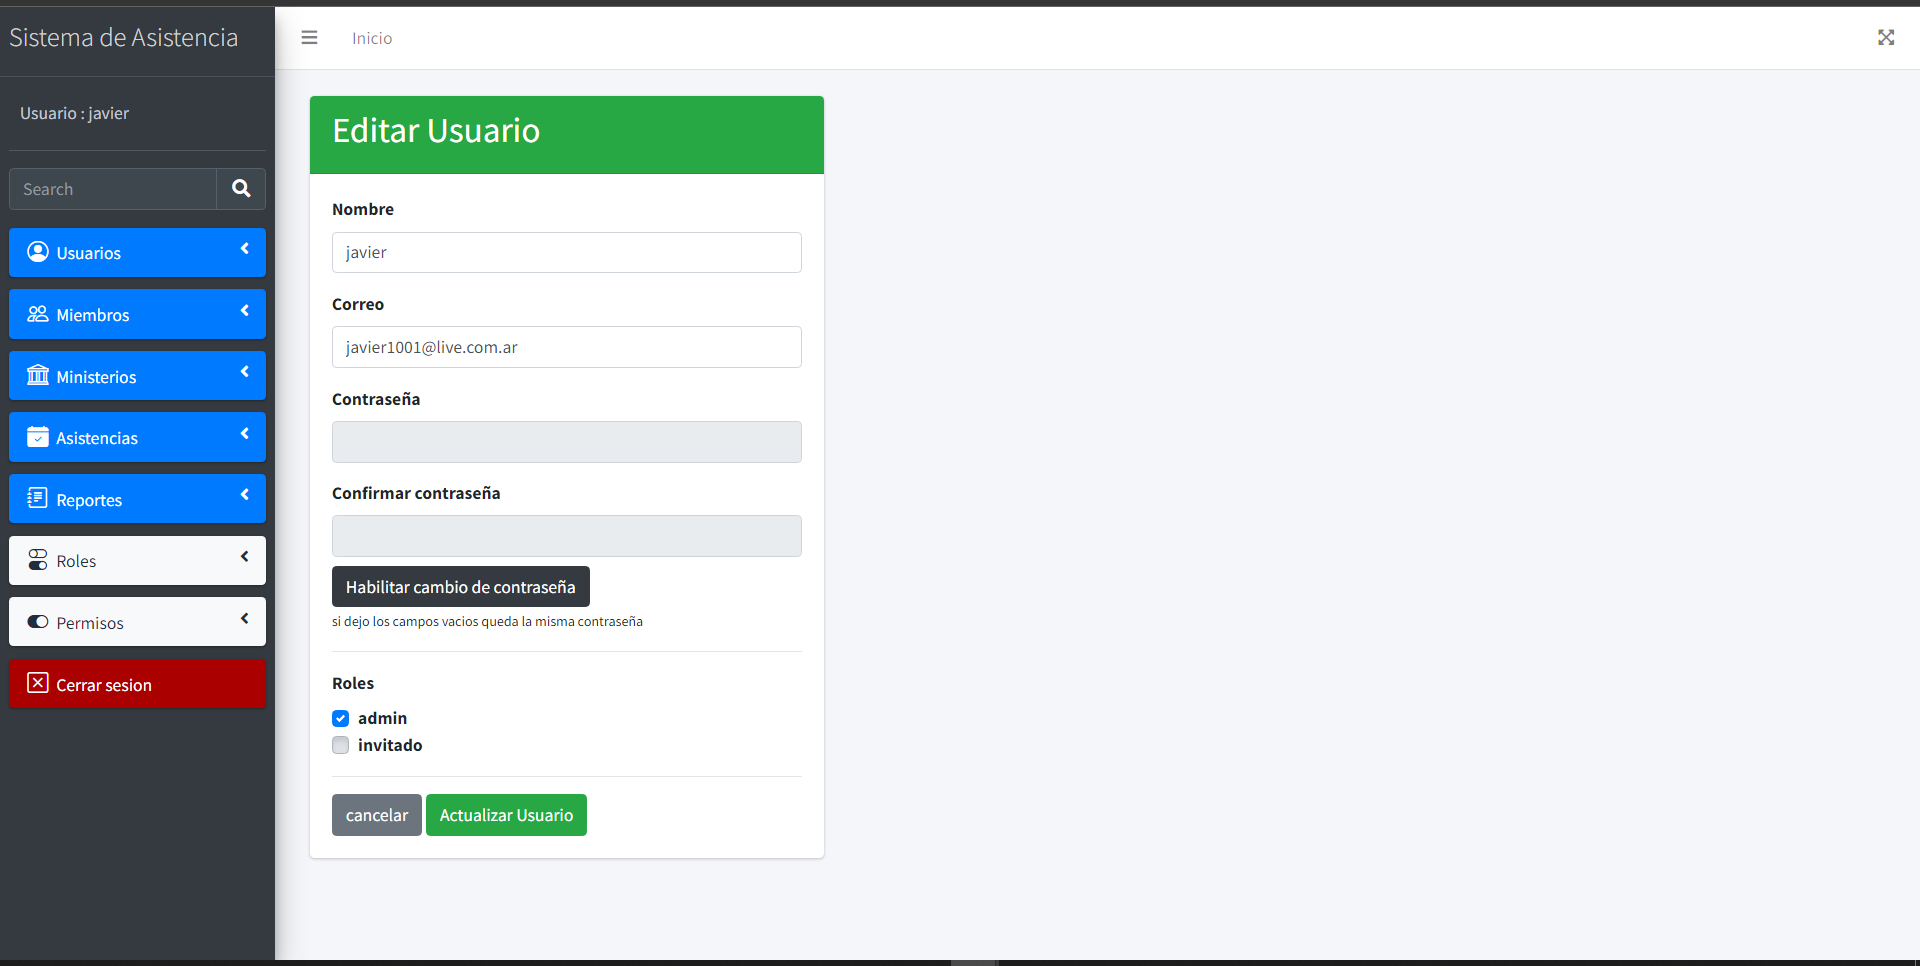 Sistema de Asistencia
Inicio
Usuario : javier
Search
Usuarios
Miembros
Ministerios
Asistencias
Reportes
Roles
Permisos
Cerrar sesion
Editar Usuario
Nombre
javier
Correo
javier1001@live.com.ar
Contraseña
Confirmar contraseña
Habilitar cambio de contraseña
si dejo los campos vacios queda la misma contraseña
Roles
admin
invitado
cancelar Actualizar Usuario